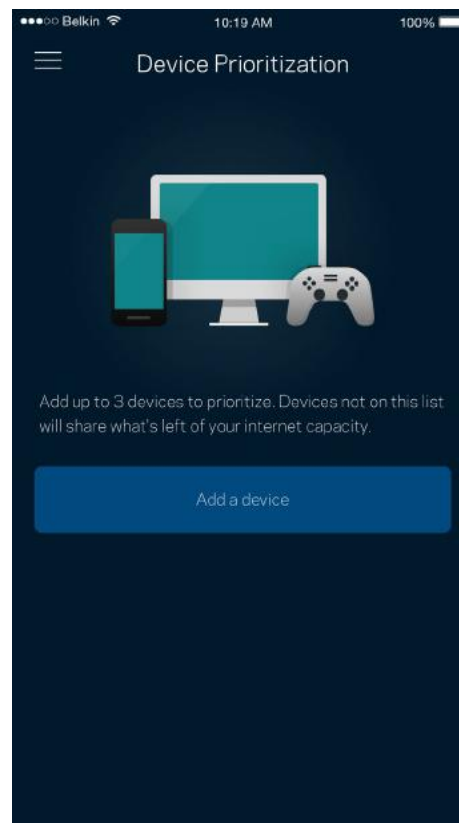 Belkin 10:19 AM 100%
Device Prioritization
Add up to 3 devices to prioritize. Devices not on this list
will share what's left of your internet capacity.
Add a device